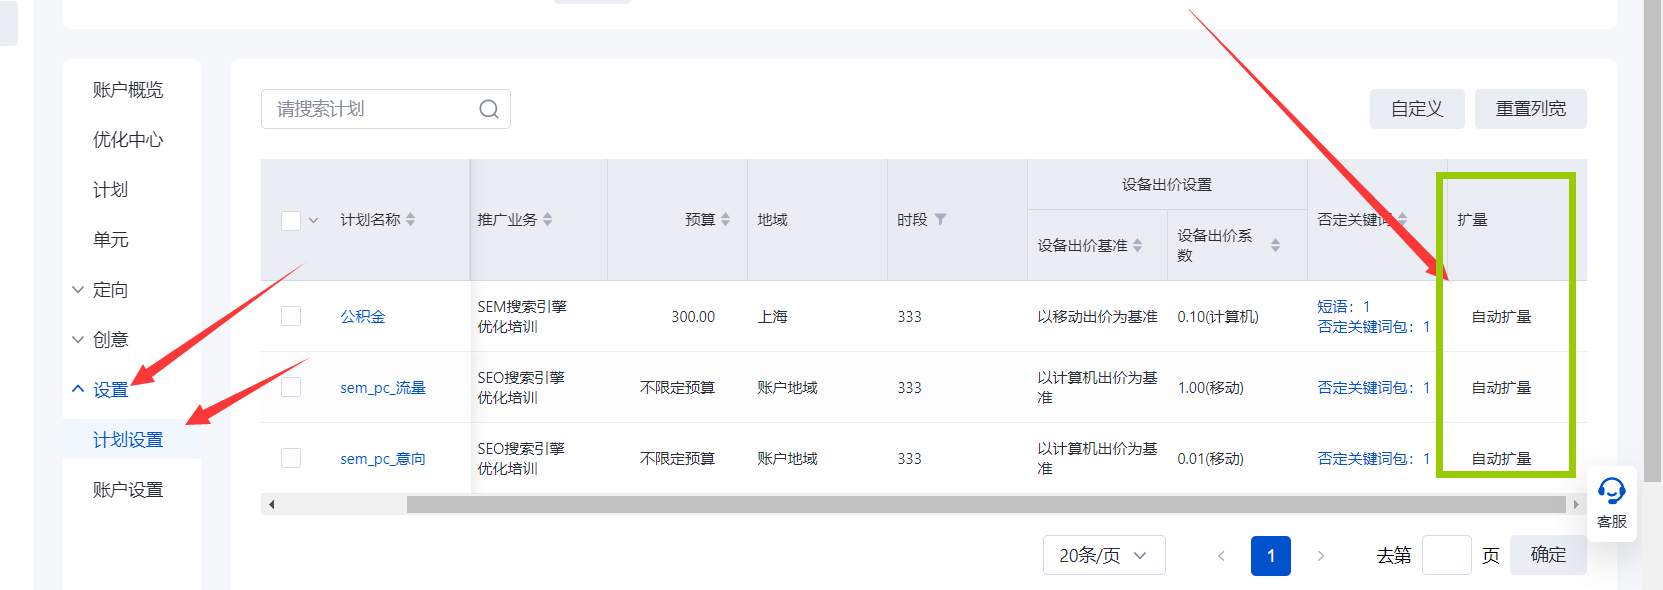 账户概览
优化中心
计划
单元
定向
创意
设置
计划设置
账户设置
请搜索计划
自定义
重置列宽
计划名称
推广业务
预算
地域
时段
设备出价设置
设备出价基准
设备出价系
数
否定关键词
扩量
公积金
SEM搜索引擎
优化培训
300.00
上海
333
以移动出价为基准
0.10(计算机)
短语：1
否定关键词包：1
自动扩量
sem_pc_流量
SEO搜索引擎
优化培训
不限定预算
账户地域
333
以计算机出价为基
准
1.00(移动)
否定关键词包：1
自动扩量
sem_pc_意向
SEO搜索引擎
优化培训
不限定预算
账户地域
333
以计算机出价为基
准
0.01(移动)
否定关键词包：1
自动扩量
客服
20条/页
1
去第
页
确定